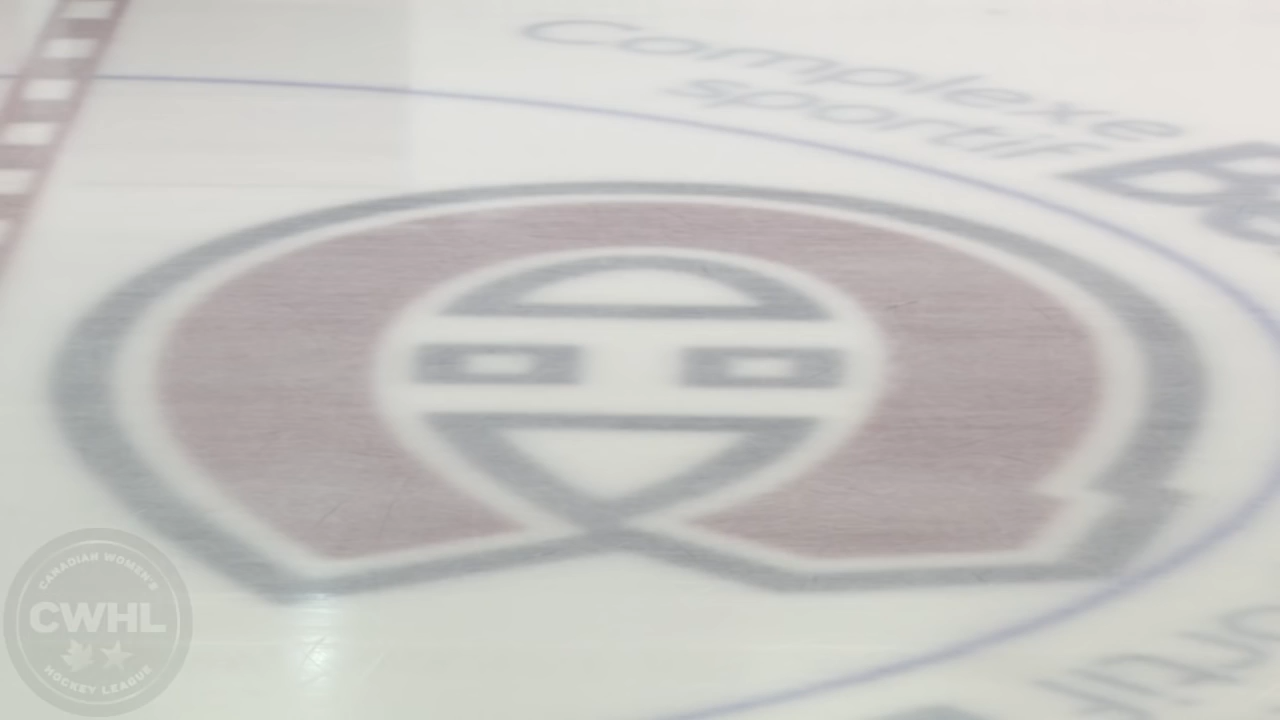 Complexe
sportif
CANADIAN WOMEN'S
CWHL
HOCKEY LEAGUE